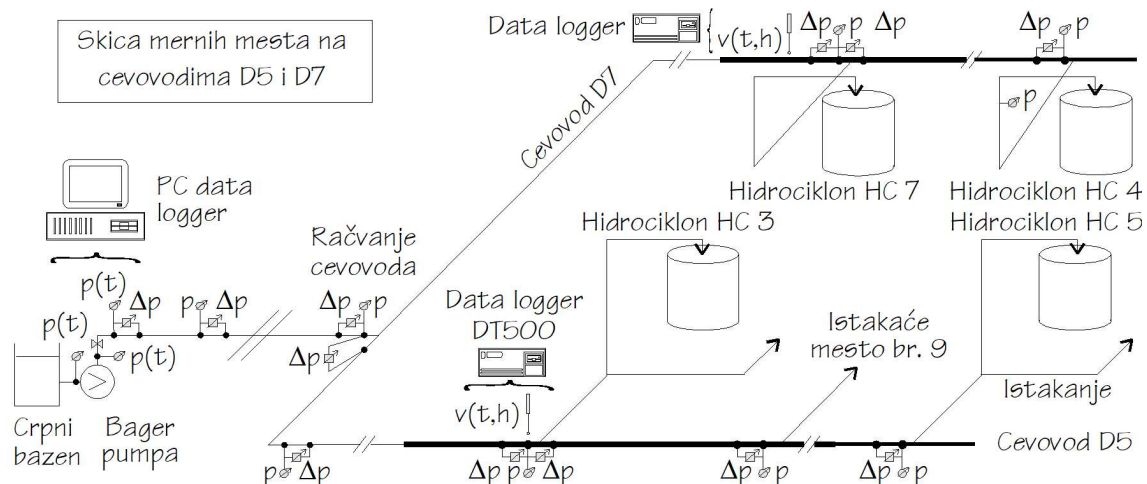 Skica mernih mesta na
cevovodima D5 i D7
Data logger
v(t,h)
Δp p Δp
Δp p
Cevovod D7
p
Hidrociklon HC 7
Hidrociklon HC 4
PC data
logger
Hidrociklon HC 3
Hidrociklon HC 5
Račvanje
cevovoda
p(t)
Δp
p Δp
Δp p
Data logger
DT500
p(t)
p(t)
Δp
Istakaće
mesto br. 9
v(t,h)
Istakanje
Crpni
bazen
Bager
pumpa
Cevovod D5
p Δp
Δp p Δp
Δp p
Δp p